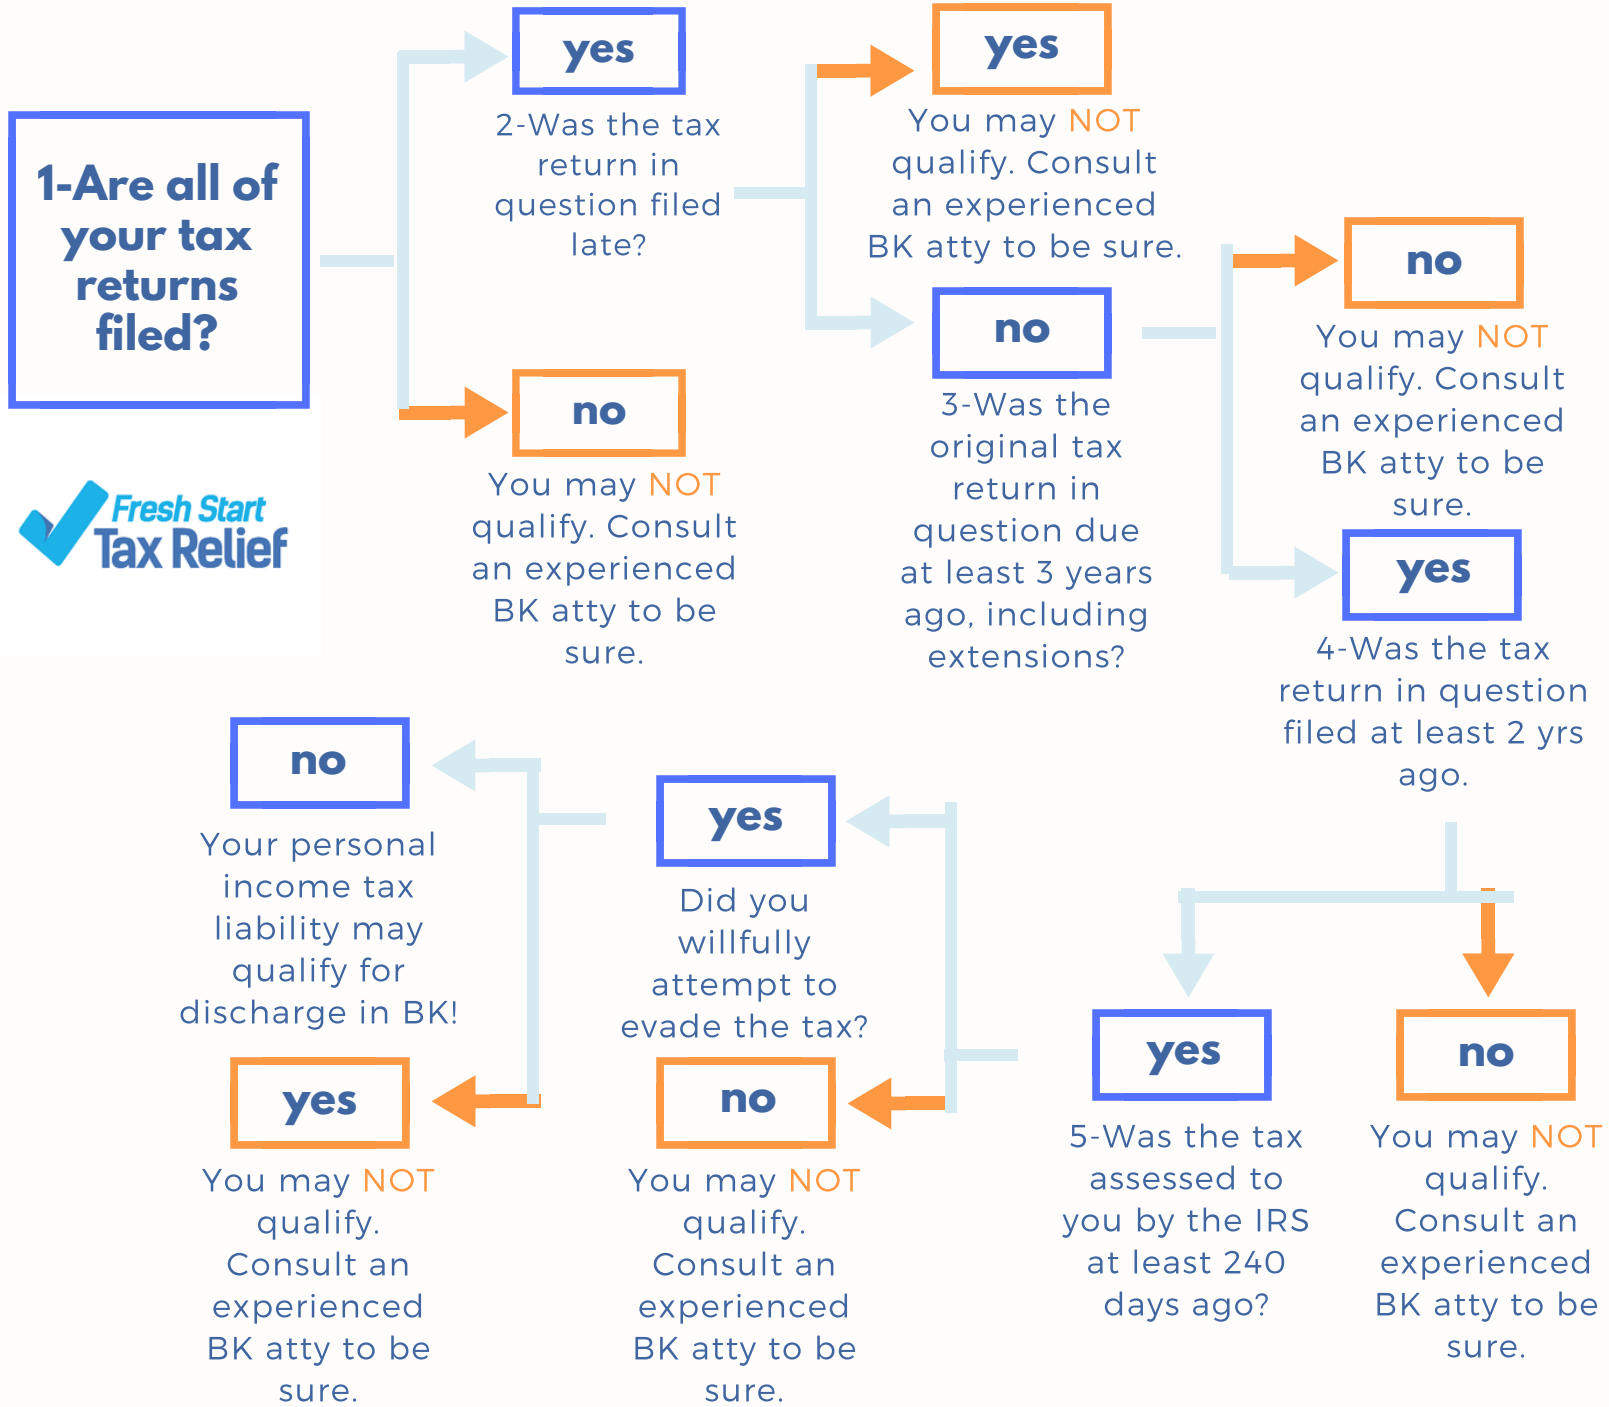 1-Are all of
your tax
returns
filed?
Fresh Start
Tax Relief
yes
2-Was the tax
return in
question filed
late?
no
You may NOT
qualify. Consult
an experienced
BK atty to be
sure.
yes
You may NOT
qualify. Consult
an experienced
BK atty to be sure.
no
3-Was the
original tax
return in
question due
at least 3 years
ago, including
extensions?
no
You may NOT
qualify. Consult
an experienced
BK atty to be
sure.
yes
4-Was the tax
return in question
filed at least 2 yrs
ago.
yes
5-Was the tax
assessed to
you by the IRS
at least 240
days ago?
no
You may NOT
qualify.
Consult an
experienced
BK atty to be
sure.
yes
Did you
willfully
attempt to
evade the tax?
no
You may NOT
qualify.
Consult an
experienced
BK atty to be
sure.
no
Your personal
income tax
liability may
qualify for
discharge in BK!
yes
You may NOT
qualify.
Consult an
experienced
BK atty to be
sure.